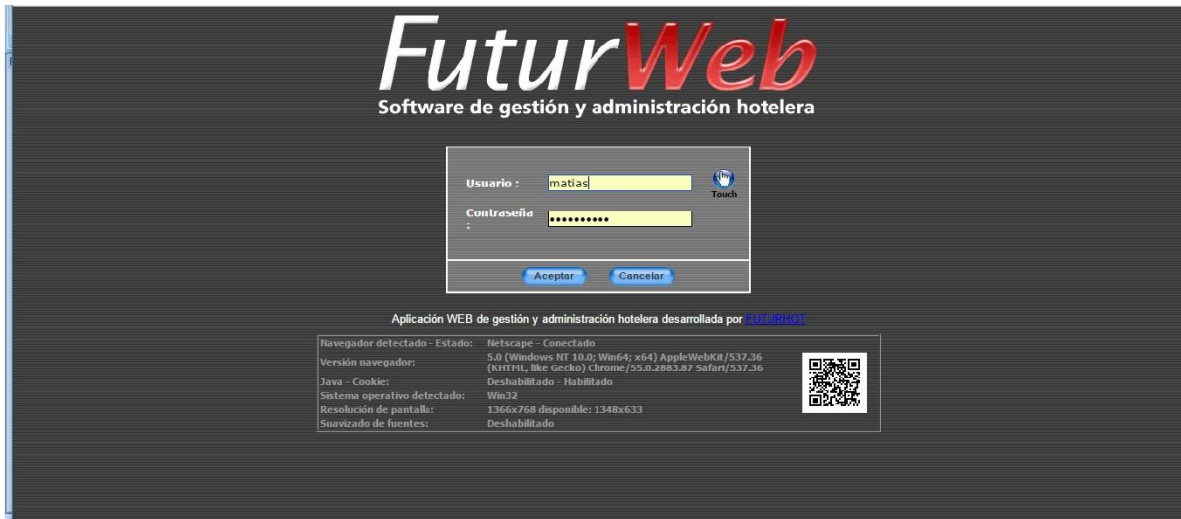 FuturWeb
Software de gestión y administración hotelera
Usuario : matias
Touch
Contraseña
: ••••••••••
Aceptar Cancelar
Aplicación WEB de gestión y administración hotelera desarrollada por FUTURHOT
Navegador detectado - Estado: Netscape - Conectado
Versión navegador: 5.0 (Windows NT 10.0; Win64; x64) AppleWebKit/537.36
(KHTML, like Gecko) Chrome/55.0.2883.87 Safari/537.36
Java - Cookie: Deshabilitado - Habilitado
Sistema operativo detectado: Win32
Resolución de pantalla: 1366x768 disponible: 1348x633
Suavizado de fuentes: Deshabilitado